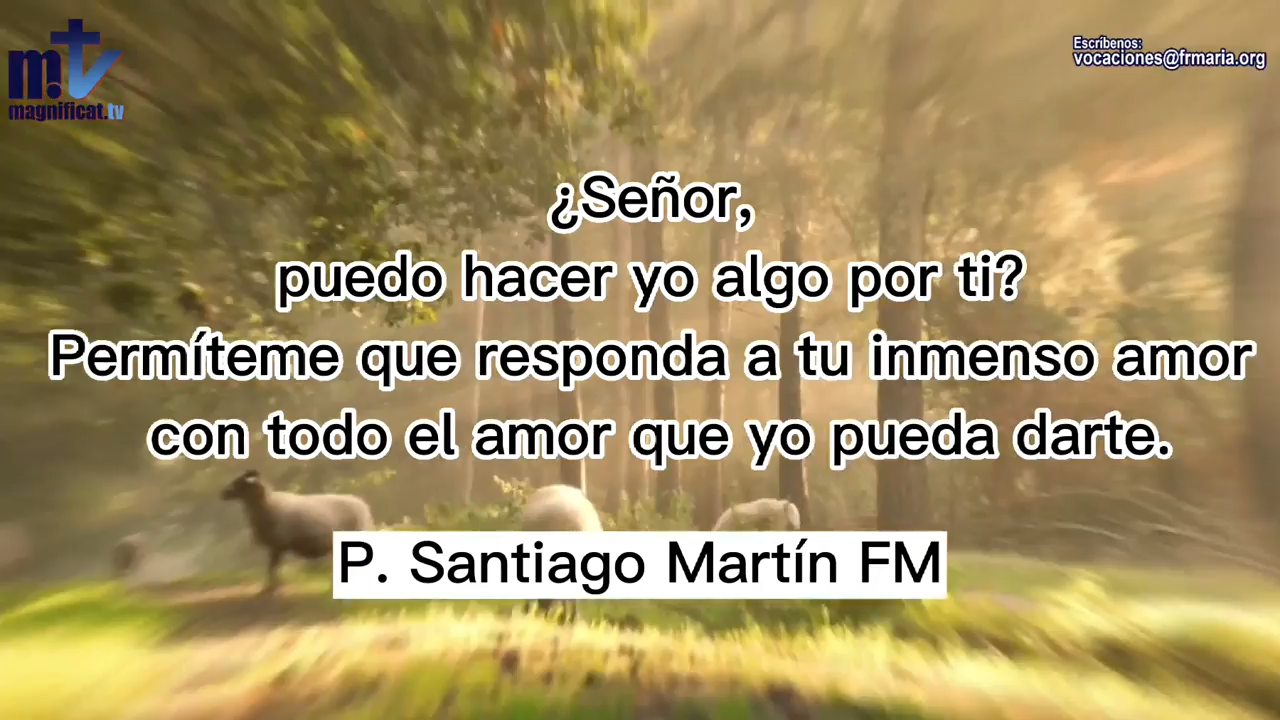 mtv
magnificat.tv
Escríbenos:
vocaciones@frmaria.org
¿Señor,
puedo hacer yo algo por ti?
Permíteme que responda a tu inmenso amor
con todo el amor que yo pueda darte.
P. Santiago Martín FM